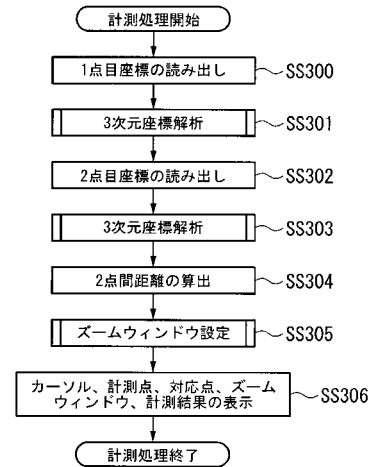 計測処理開始
1点目座標の読み出し
SS300
3次元座標解析
SS301
2点目座標の読み出し
SS302
3次元座標解析
SS303
2点間距離の算出
SS304
ズームウィンドウ設定
SS305
カーソル、計測点、対応点、ズーム
ウィンドウ、計測結果の表示
SS306
計測処理終了